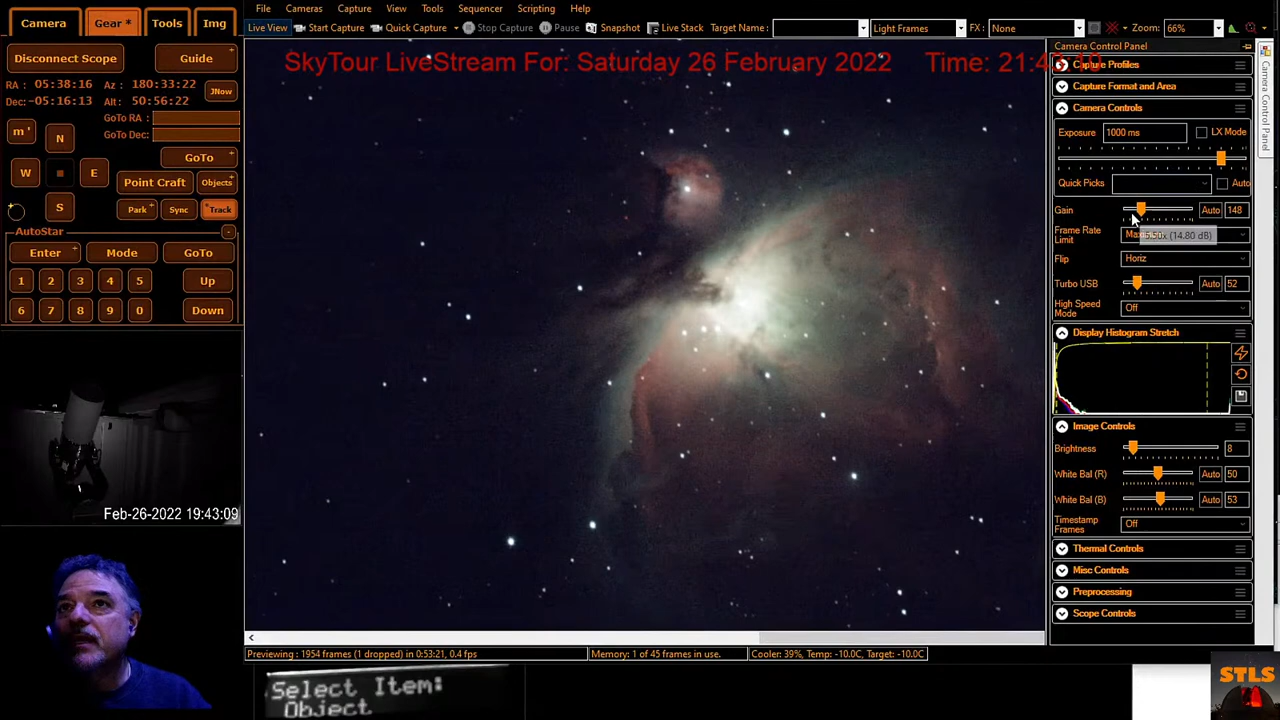 Camera Gear * Tools Img
File Cameras Capture View Tools Sequencer Scripting Help
Live View Start Capture Quick Capture Stop Capture Pause Snapshot Live Stack Target Name : Light Frames FX : None Zoom: 66%
SkyTour LiveStream For: Saturday 26 February 2022 Time: 21:43:10
Disconnect Scope Guide
RA : 05:38:16 Az : 180:33:22
Dec: -05:16:13 Alt: 50:56:22
JNow
GoTo RA :
GoTo Dec:
m ' N
GoTo
W E
Point Craft Objects
S
Park Sync Track
AutoStar -
Enter Mode GoTo
1 2 3 4 5 Up
6 7 8 9 0 Down
Feb-26-2022 19:43:09
Camera Control Panel
Capture Profiles
Capture Format and Area
Camera Controls
Exposure 1000 ms LX Mode
Quick Picks Auto
Gain Auto 148
(14.80 dB)
Frame Rate
Limit
Flip Horiz
Turbo USB Auto 52
High Speed
Mode Off
Display Histogram Stretch
Image Controls
Brightness 8
White Bal (R) Auto 50
White Bal (B) Auto 53
Timestamp
Frames Off
Thermal Controls
Misc Controls
Preprocessing
Scope Controls
Camera Control Panel
Previewing : 1954 frames (1 dropped) in 0:53:21, 0.4 fps Memory: 1 of 45 frames in use. Cooler: 39%, Temp: -10.0C, Target: -10.0C
Select Item:
Object
STLS